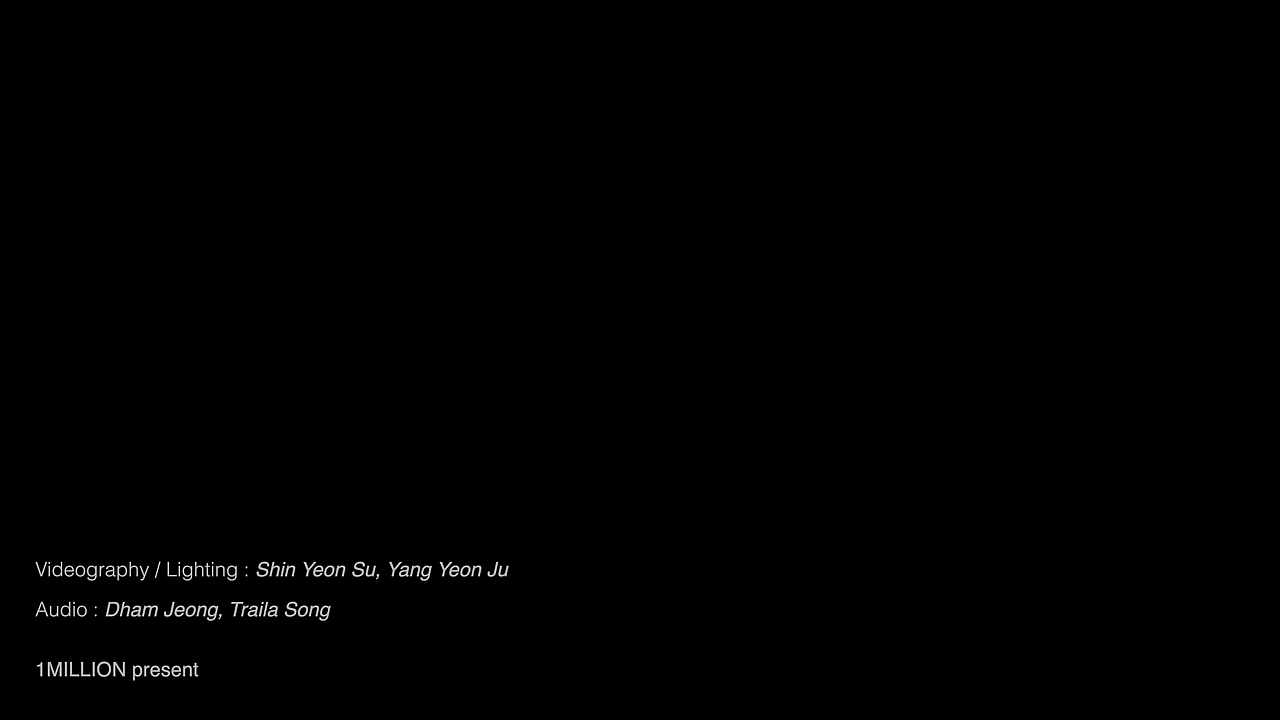 Videography / Lighting : Shin Yeon Su, Yang Yeon Ju
Audio : Dham Jeong, Traila Song
1MILLION present